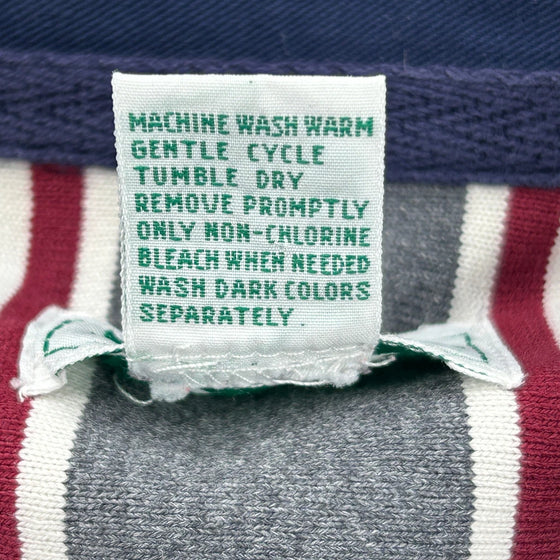 MACHINE WASH WARM
GENTLE CYCLE
TUMBLE DRY
REMOVE PROMPTLY
ONLY NON-CHLORINE
BLEACH WHEN NEEDED
WASH DARK COLORS
SEPARATELY.